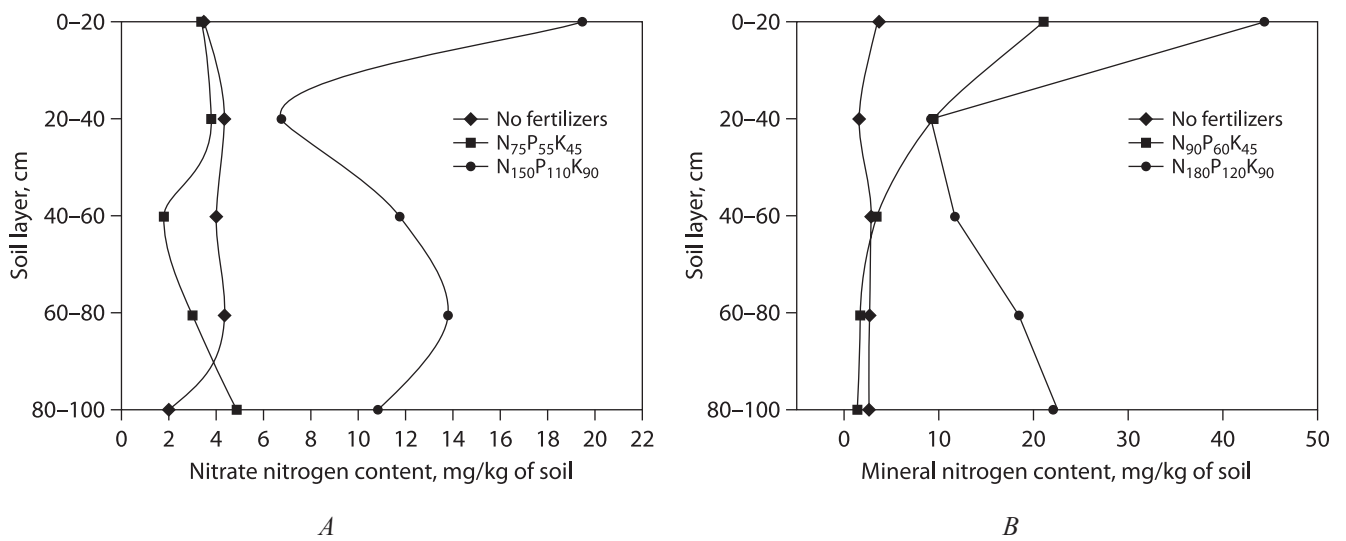 0–20
20–40
40–60
60–80
80–100
Soil layer, cm
No fertilizers
N₇₅P₅₅K₄₅
N₁₅₀P₁₁₀K₉₀
0 2 4 6 8 10 12 14 16 18 20 22
Nitrate nitrogen content, mg/kg of soil
A
0–20
20–40
40–60
60–80
80–100
Soil layer, cm
No fertilizers
N₉₀P₆₀K₄₅
N₁₈₀P₁₂₀K₉₀
0 10 20 30 40 50
Mineral nitrogen content, mg/kg of soil
B